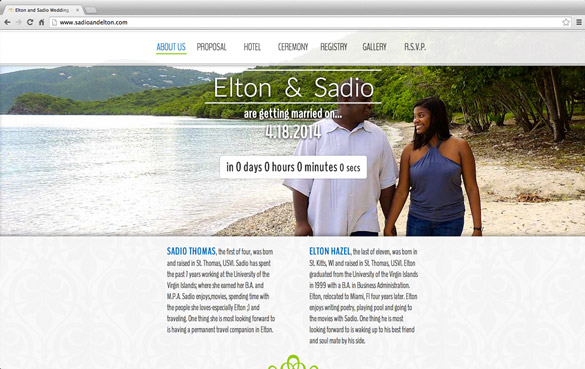 Elton and Sadio Wedding
www.sadioandelton.com
ABOUT US PROPOSAL HOTEL CEREMONY REGISTRY GALLERY R.S.V.P.
Elton & Sadio
are getting married on...
4.18.2014
in 0 days 0 hours 0 minutes 0 secs
SADIO THOMAS, the first of four, was born
and raised in St. Thomas, USVI. Sadio has spent
the past 7 years working at the University of the
Virgin Islands; where she earned her B.A. and
M.P.A. Sadio enjoys,movies, spending time with
the people she loves-especially Elton ;) and
traveling. One thing she is most looking forward to
is having a permanent travel companion in Elton.
ELTON HAZEL, the last of eleven, was born in
St. Kitts, WI and raised in St. Thomas, USVI. Elton
graduated from the University of the Virgin Islands
in 1999 with a B.A. in Business Administration.
Elton, relocated to Miami, Fl four years later. Elton
enjoys writing poetry, playing pool and going to
the movies with Sadio. One thing he is most
looking forward to is waking up to his best friend
and soul mate by his side.